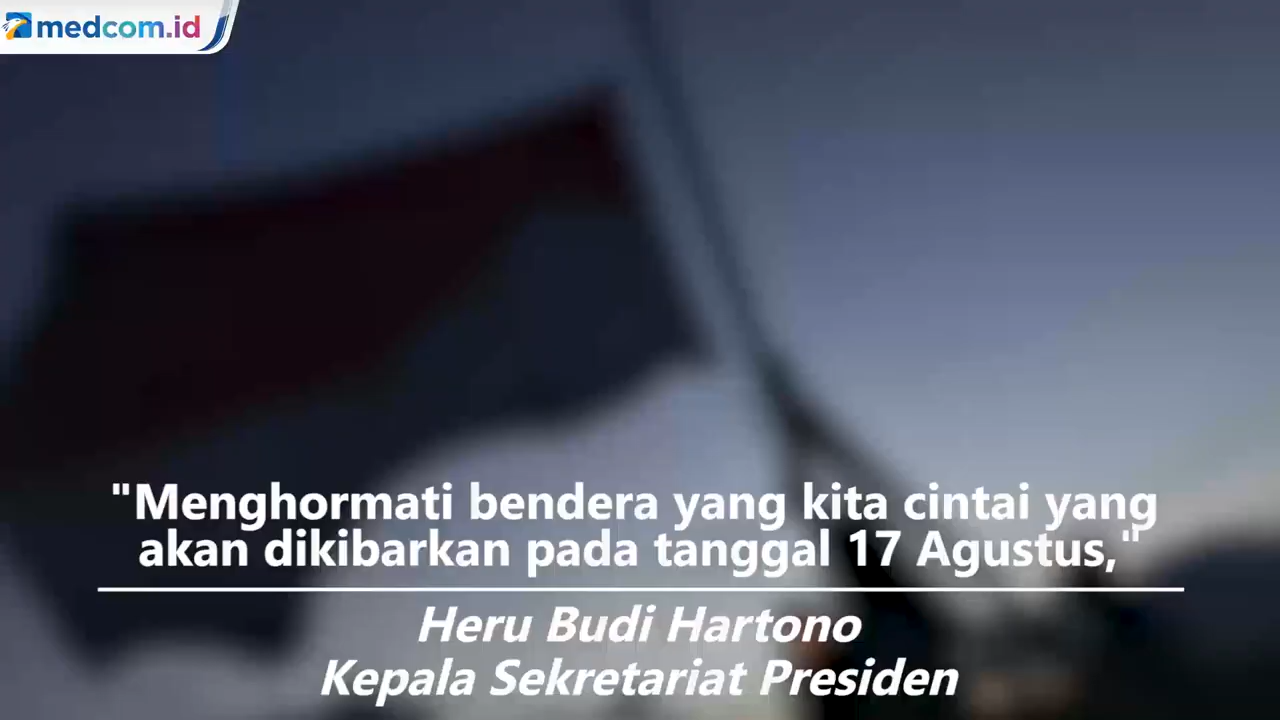 medcom.id
"Menghormati bendera yang kita cintai yang
akan dikibarkan pada tanggal 17 Agustus,"
Heru Budi Hartono
Kepala Sekretariat Presiden